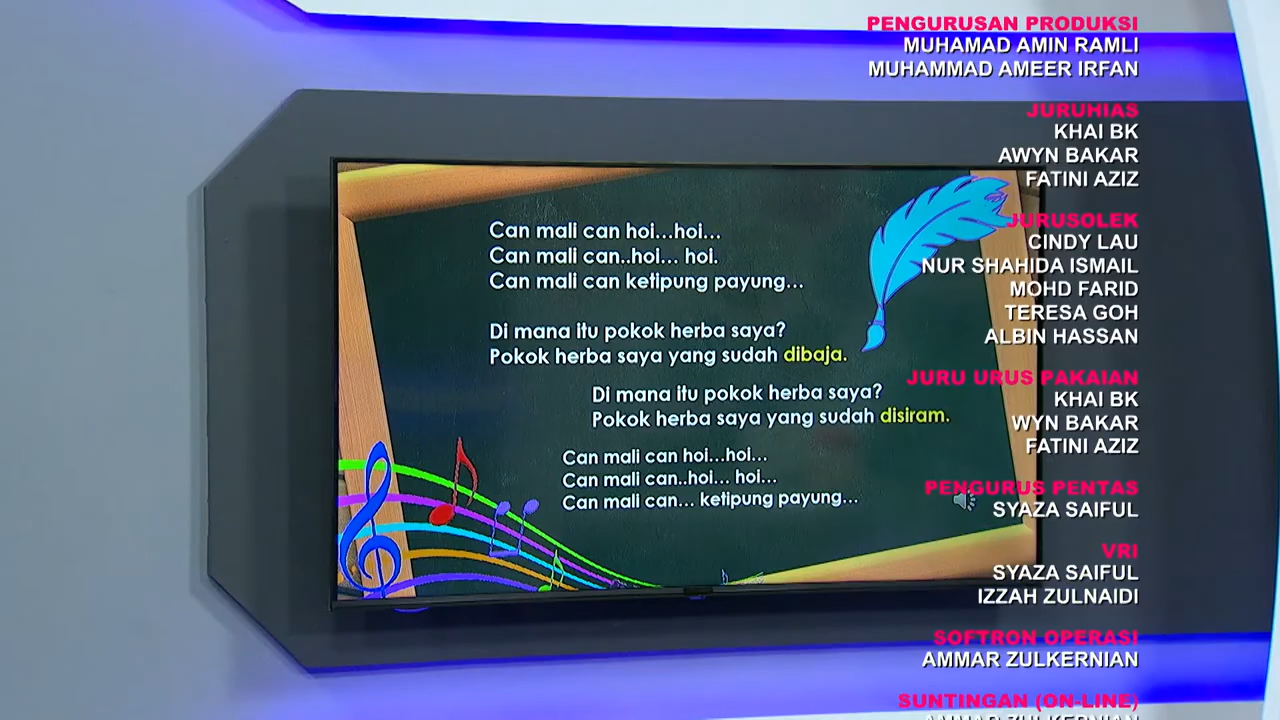 Can mali can hoi...hoi...
Can mali can..hoi... hoi.
Can mali can ketipung payung...
Di mana itu pokok herba saya?
Pokok herba saya yang sudah dibaja.
Di mana itu pokok herba saya?
Pokok herba saya yang sudah disiram.
Can mali can hoi...hoi...
Can mali can..hoi... hoi...
Can mali can... ketipung payung...
PENGURUSAN PRODUKSI
MUHAMAD AMIN RAMLI
MUHAMMAD AMEER IRFAN
JURUHIAS
KHAI BK
AWYN BAKAR
FATINI AZIZ
JURUSOLEK
CINDY LAU
NUR SHAHIDA ISMAIL
MOHD FARID
TERESA GOH
ALBIN HASSAN
JURU URUS PAKAIAN
KHAI BK
WYN BAKAR
FATINI AZIZ
PENGURUS PENTAS
SYAZA SAIFUL
VRI
SYAZA SAIFUL
IZZAH ZULNAIDI
SOFTRON OPERASI
AMMAR ZULKERNIAN
SUNTINGAN (ON-LINE)